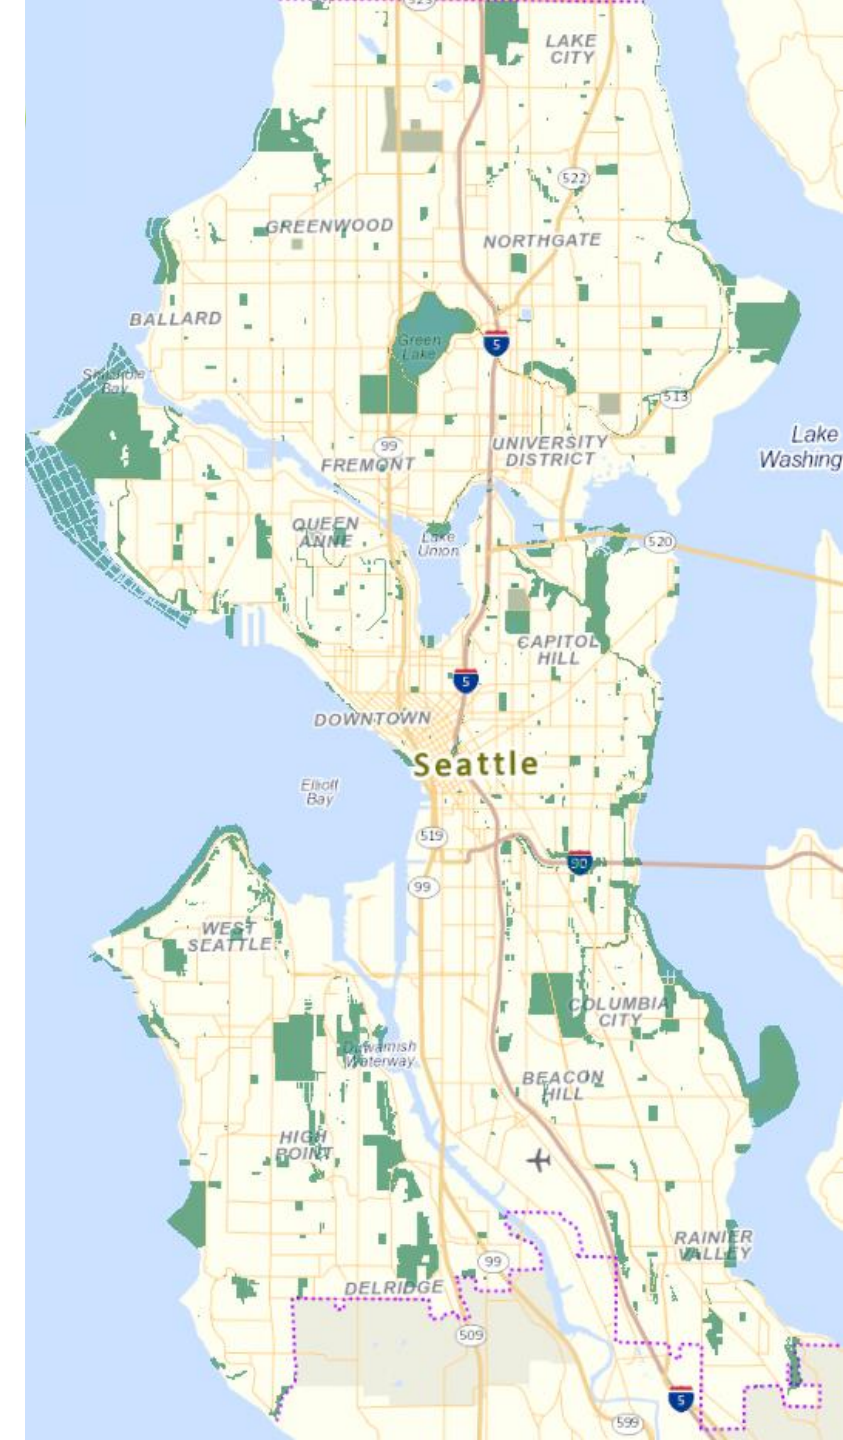 523
LAKE
CITY
522
GREENWOOD
NORTHGATE
BALLARD
Green
Lake
5
Bay
513
99
Lake
Washing
UNIVERSITY
DISTRICT
FREMONT
QUEEN
ANNE
Lake
Union
520
CAPITOL
HILL
5
DOWNTOWN
Seattle
Elliott
Bay
519
90
99
WEST
SEATTLE
COLUMBIA
CITY
Duwamish
Waterway
BEACON
HILL
HIGH
POINT
RAINIER
VALLEY
99
DELRIDGE
509
5
599